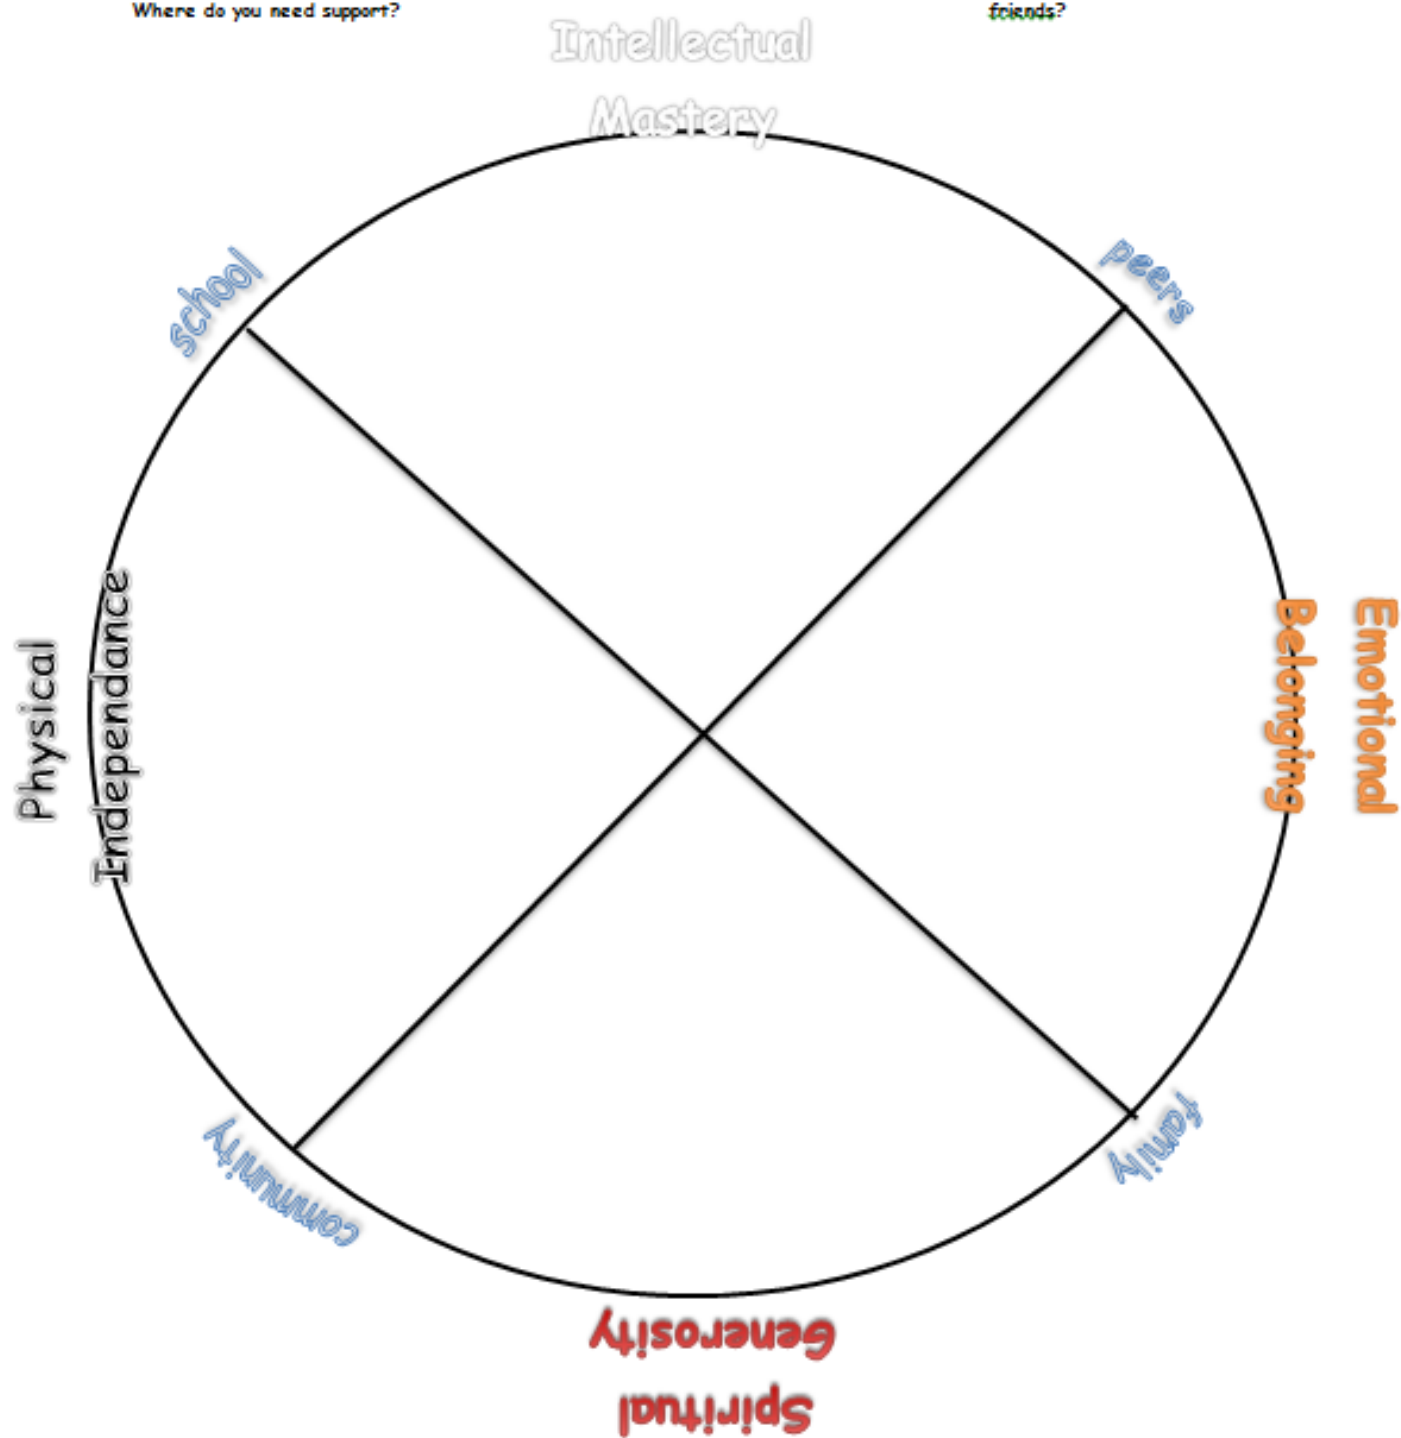 Where do you need support?
friends?
Intellectual
Mastery
school
peers
Physical
Independance
Belonging
Emotional
community
family
Generosity
Spiritual